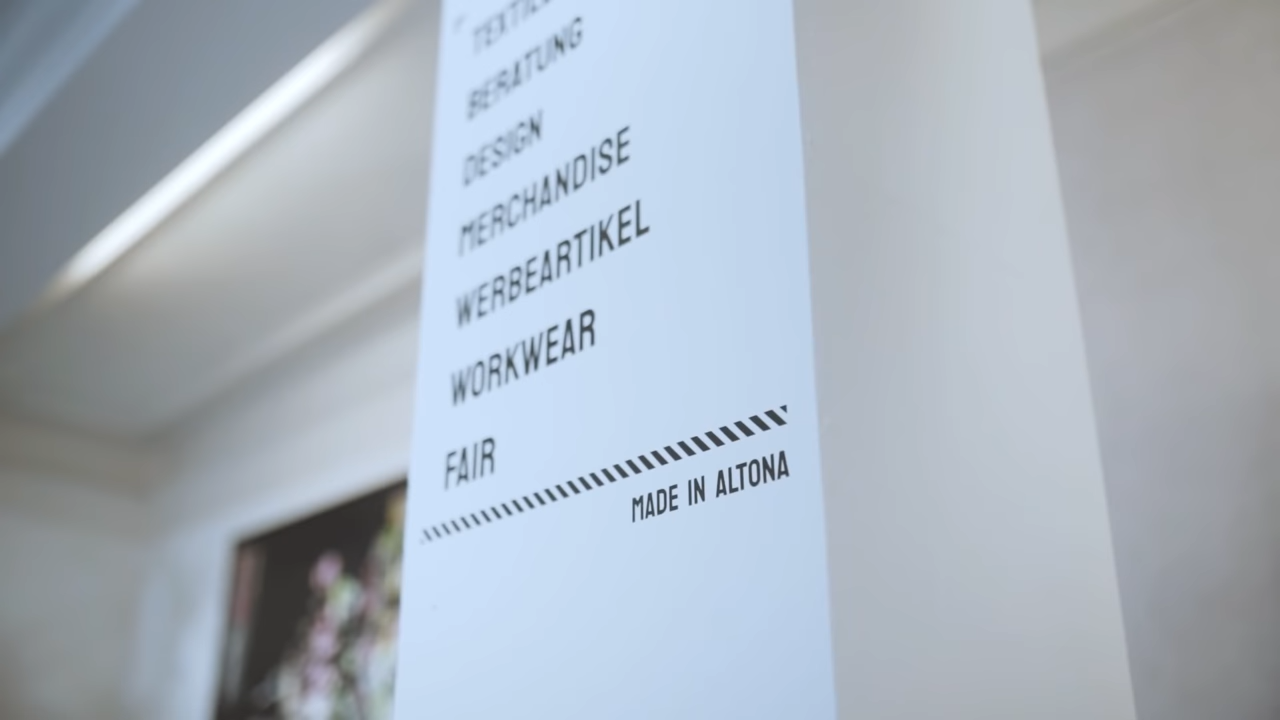 BERATUNG
DESIGN
MERCHANDISE
WERBEARTIKEL
WORKWEAR
FAIR
MADE IN ALTONA